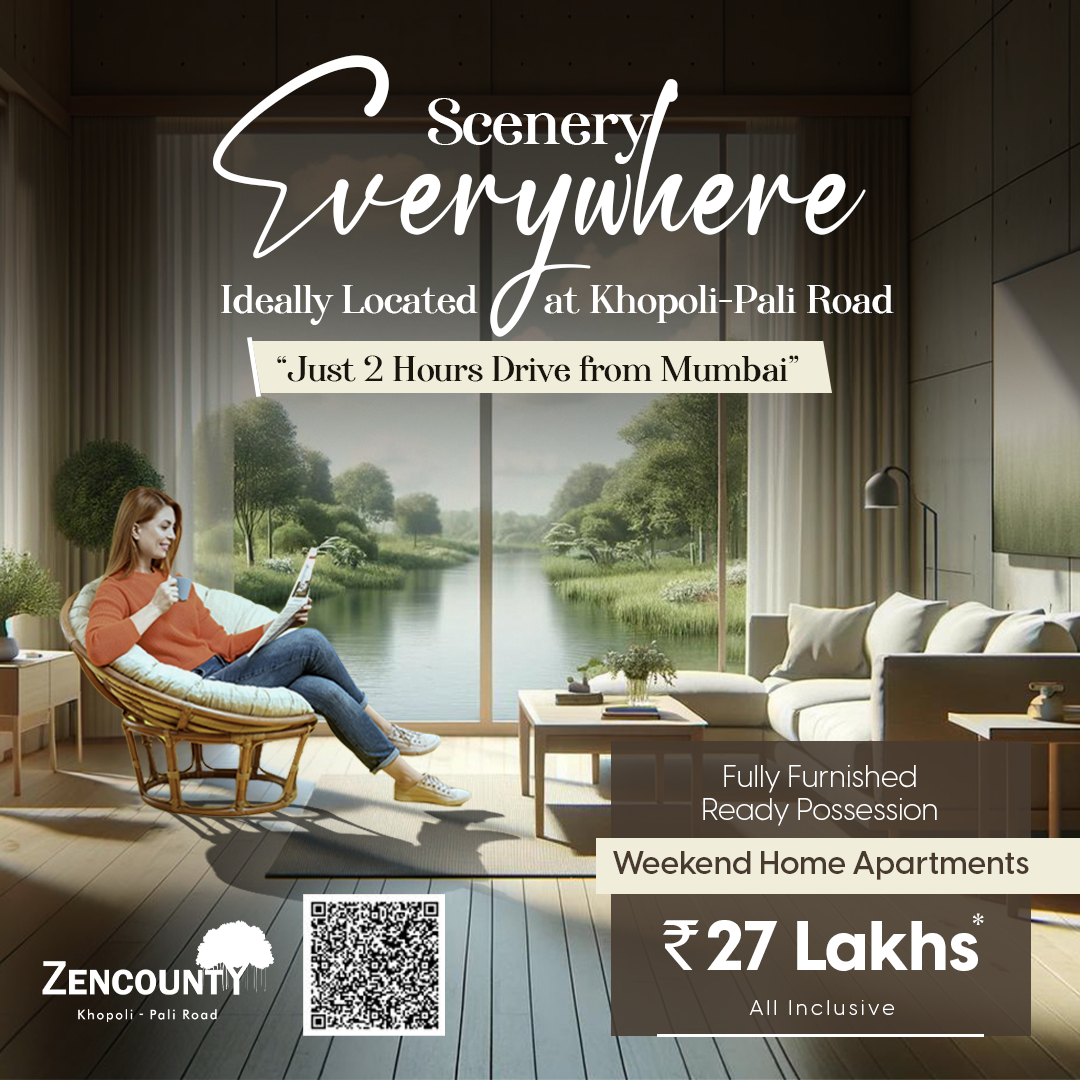 Scenery
Everywhere
Ideally Located at Khopoli-Pali Road
“Just 2 Hours Drive from Mumbai”
Fully Furnished
Ready Possession
Weekend Home Apartments
₹27 Lakhs*
All Inclusive
ZENCOUNTY
Khopoli - Pali Road